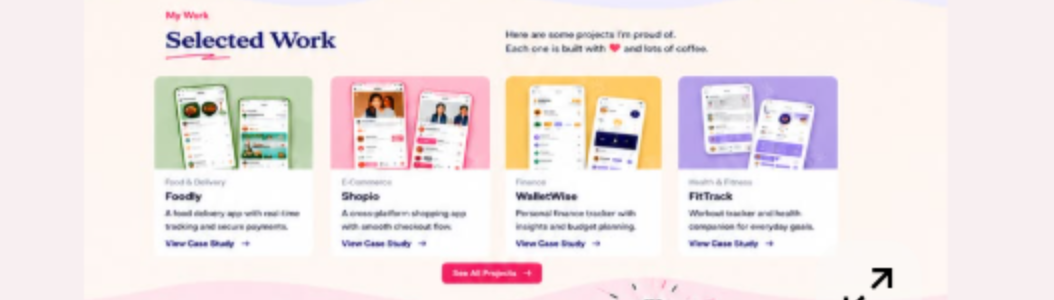 My Work
Selected Work
Here are some projects I'm proud of.
Each one is built with ❤ and lots of coffee.
Food & Delivery
Foodly
A food delivery app with real-time
tracking and secure payments.
View Case Study →
E-Commerce
Shopio
A cross-platform shopping app
with smooth checkout flow.
View Case Study →
Finance
WalletWise
Personal finance tracker with
insights and budget planning.
View Case Study →
Health & Fitness
FitTrack
Workout tracker and health
companion for everyday goals.
View Case Study →
See All Projects →